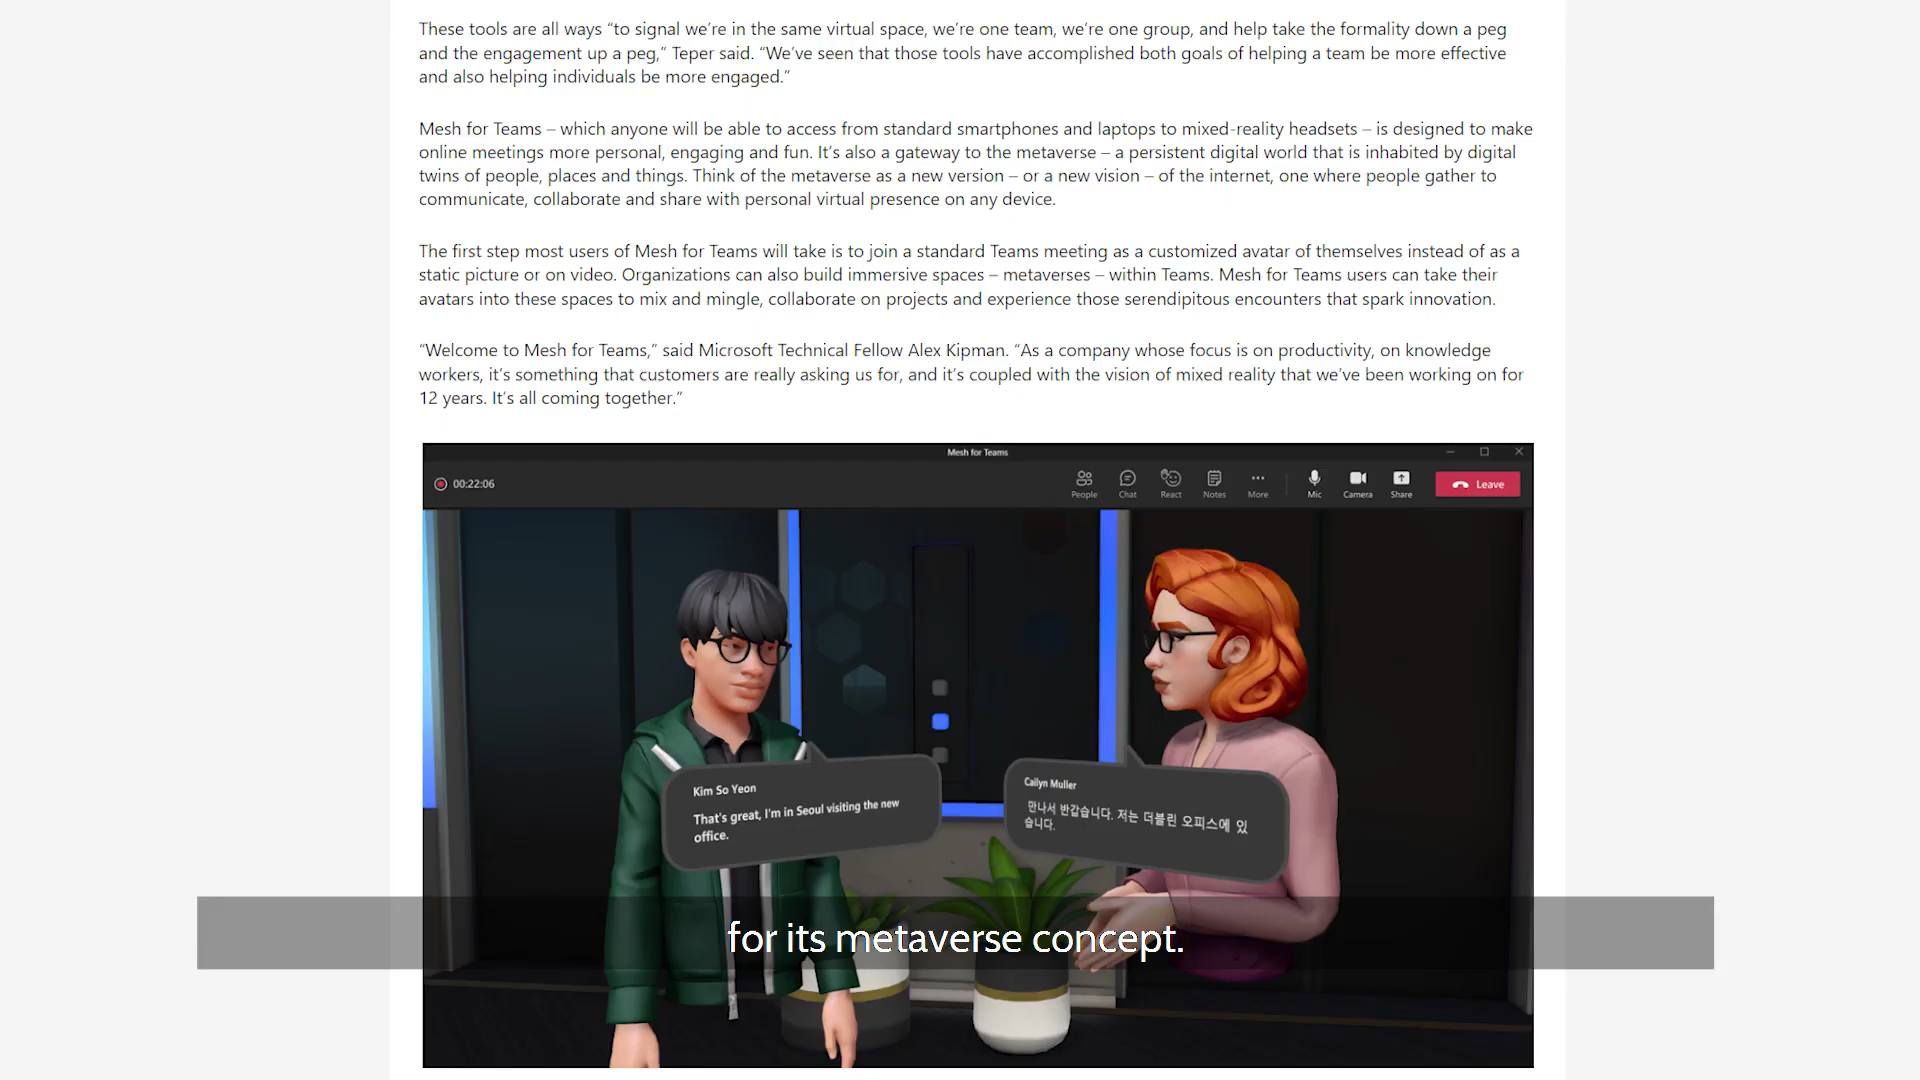 These tools are all ways “to signal we’re in the same virtual space, we’re one team, we’re one group, and help take the formality down a peg
and the engagement up a peg,” Teper said. “We’ve seen that those tools have accomplished both goals of helping a team be more effective
and also helping individuals be more engaged.”
Mesh for Teams – which anyone will be able to access from standard smartphones and laptops to mixed-reality headsets – is designed to make
online meetings more personal, engaging and fun. It’s also a gateway to the metaverse – a persistent digital world that is inhabited by digital
twins of people, places and things. Think of the metaverse as a new version – or a new vision – of the internet, one where people gather to
communicate, collaborate and share with personal virtual presence on any device.
The first step most users of Mesh for Teams will take is to join a standard Teams meeting as a customized avatar of themselves instead of as a
static picture or on video. Organizations can also build immersive spaces – metaverses – within Teams. Mesh for Teams users can take their
avatars into these spaces to mix and mingle, collaborate on projects and experience those serendipitous encounters that spark innovation.
“Welcome to Mesh for Teams,” said Microsoft Technical Fellow Alex Kipman. “As a company whose focus is on productivity, on knowledge
workers, it’s something that customers are really asking us for, and it’s coupled with the vision of mixed reality that we’ve been working on for
12 years. It’s all coming together.”
Mesh for Teams
00:22:06
People Chat React Notes More Mic Camera Share Leave
Kim So Yeon
That's great, I'm in Seoul visiting the new
office.
Cailyn Muller
만나서 반갑습니다. 저는 더블린 오피스에 있
습니다.
for its metaverse concept.